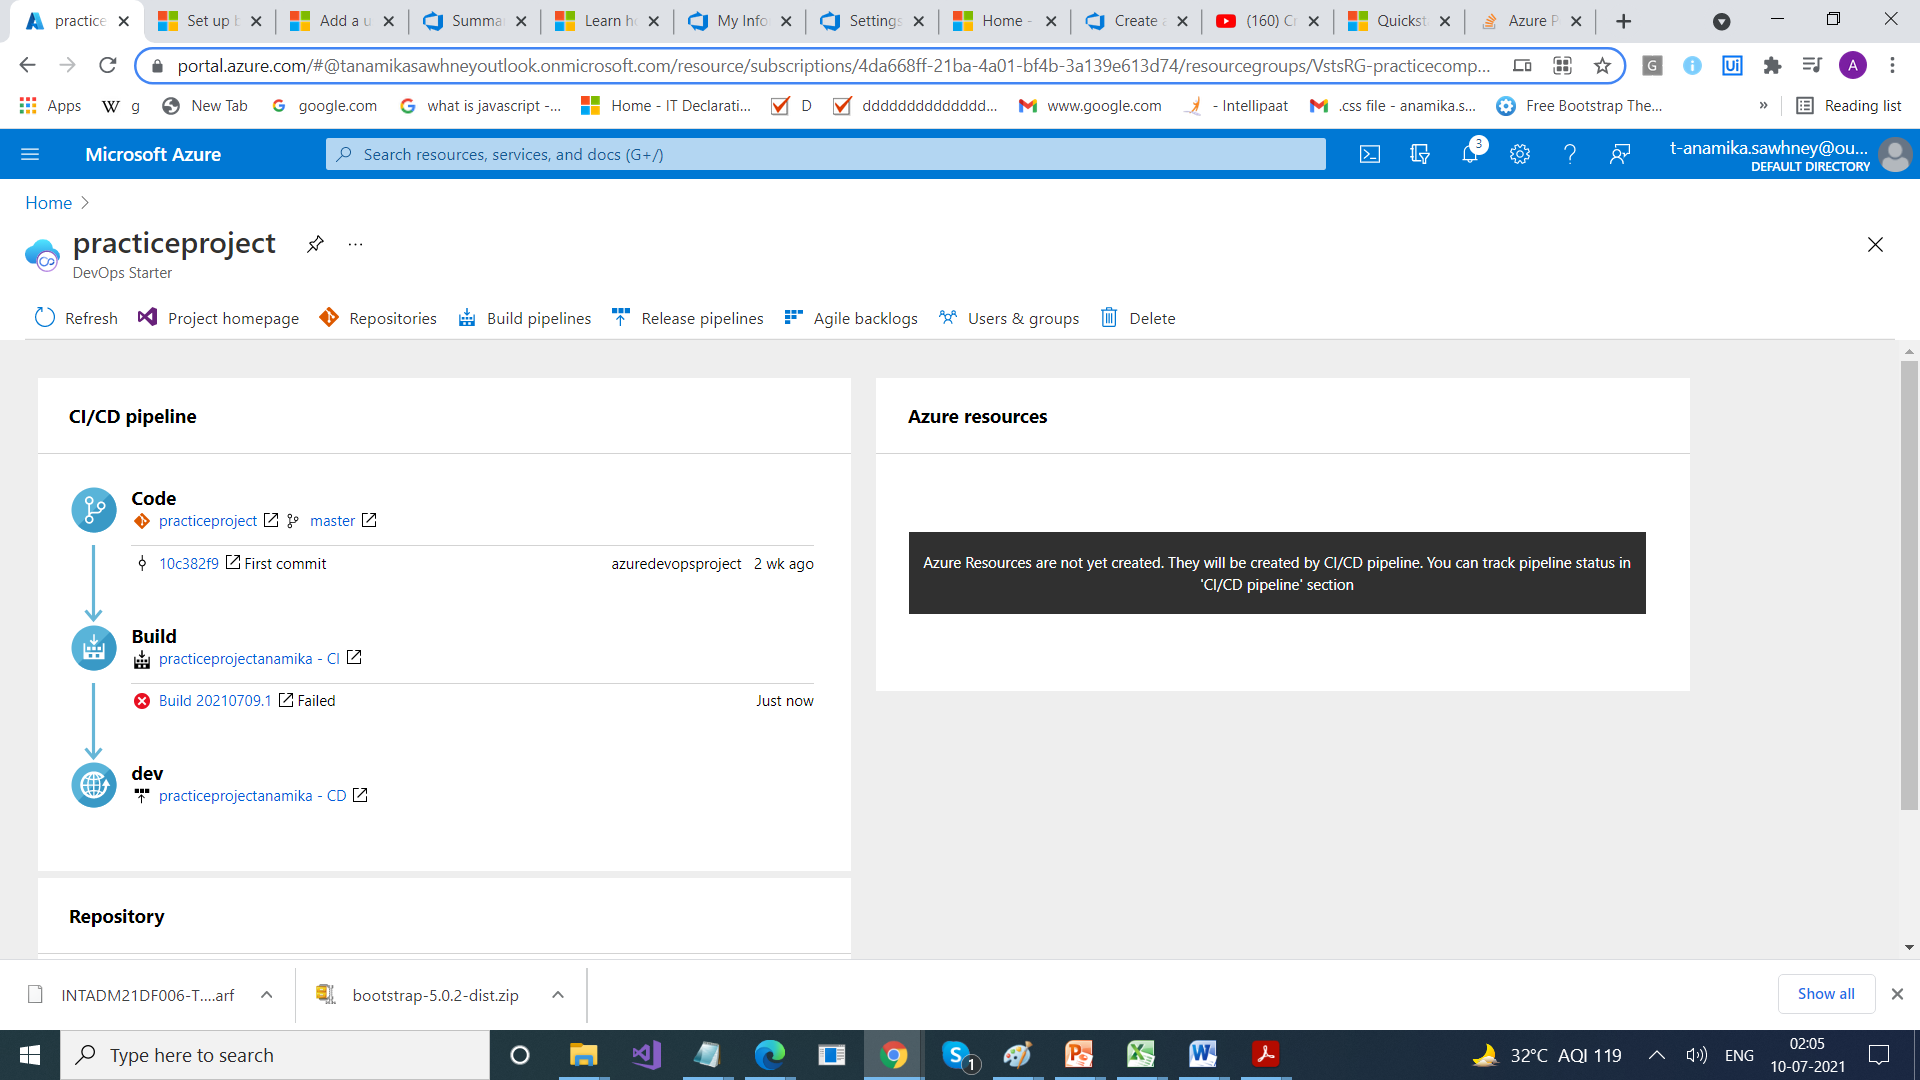 practice
Set up b
Add a u
Summar
Learn ho
My Info
Settings
Home -
Create a
(160) Cr
Quicksta
Azure P
portal.azure.com/#@tanamikasawhneyoutlook.onmicrosoft.com/resource/subscriptions/4da668ff-21ba-4a01-bf4b-3a139e613d74/resourcegroups/VstsRG-practicecomp...
G
Ui
A
Apps
W g
New Tab
G google.com
G what is javascript -...
Home - IT Declarati...
D
dddddddddddddd...
www.google.com
- Intellipaat
.css file - anamika.s...
Free Bootstrap The...
»
Reading list
Microsoft Azure
Search resources, services, and docs (G+/)
3
t-anamika.sawhney@ou...
DEFAULT DIRECTORY
Home
practiceproject
...
DevOps Starter
Refresh
Project homepage
Repositories
Build pipelines
Release pipelines
Agile backlogs
Users & groups
Delete
CI/CD pipeline
Code
practiceproject master
10c382f9 First commit azuredevopsproject 2 wk ago
Build
practiceprojectanamika - CI
Build 20210709.1 Failed Just now
dev
practiceprojectanamika - CD
Repository
Azure resources
Azure Resources are not yet created. They will be created by CI/CD pipeline. You can track pipeline status in
'CI/CD pipeline' section
INTADM21DF006-T....arf
bootstrap-5.0.2-dist.zip
Show all
Type here to search
S 1
32°C AQI 119
ENG
02:05
10-07-2021